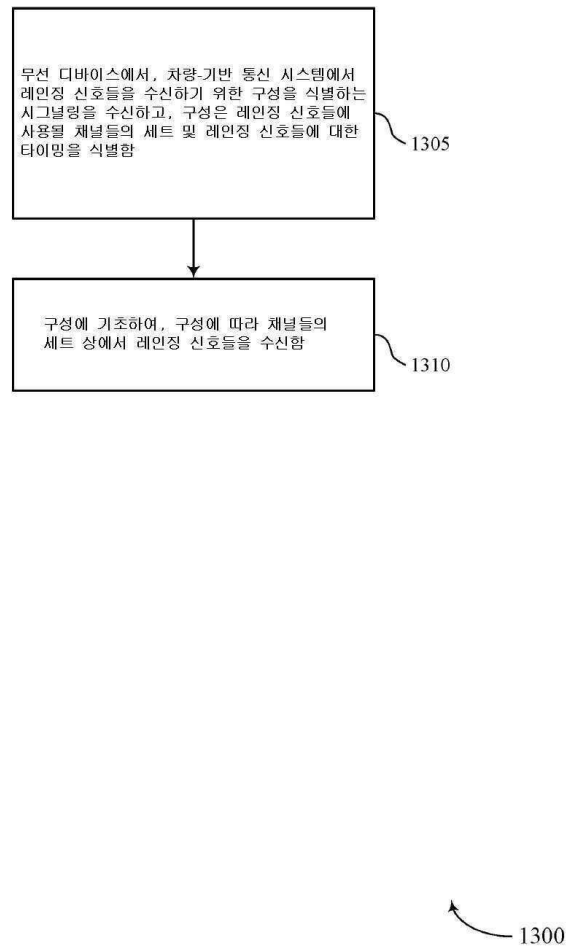 무선 디바이스에서, 차량-기반 통신 시스템에서
레인징 신호들을 수신하기 위한 구성을 식별하는
시그널링을 수신하고, 구성은 레인징 신호들에
사용될 채널들의 세트 및 레인징 신호들에 대한
타이밍을 식별함
1305
구성에 기초하여, 구성에 따라 채널들의
세트 상에서 레인징 신호들을 수신함
1310
1300